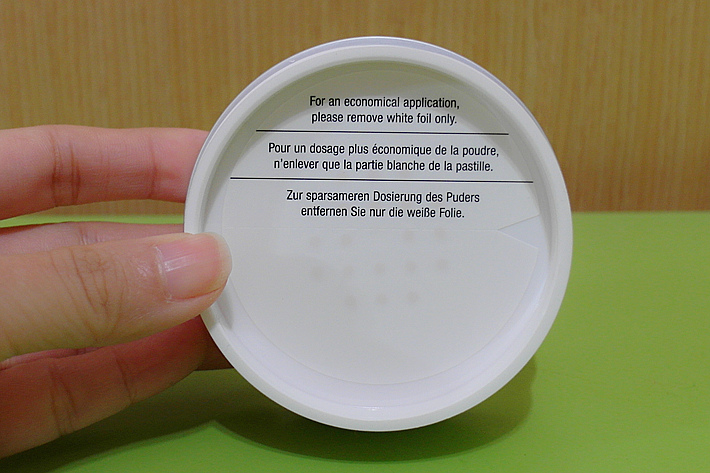 For an economical application,
please remove white foil only.
Pour un dosage plus économique de la poudre,
n'enlever que la partie blanche de la pastille.
Zur sparsameren Dosierung des Puders
entfernen Sie nur die weiße Folie.